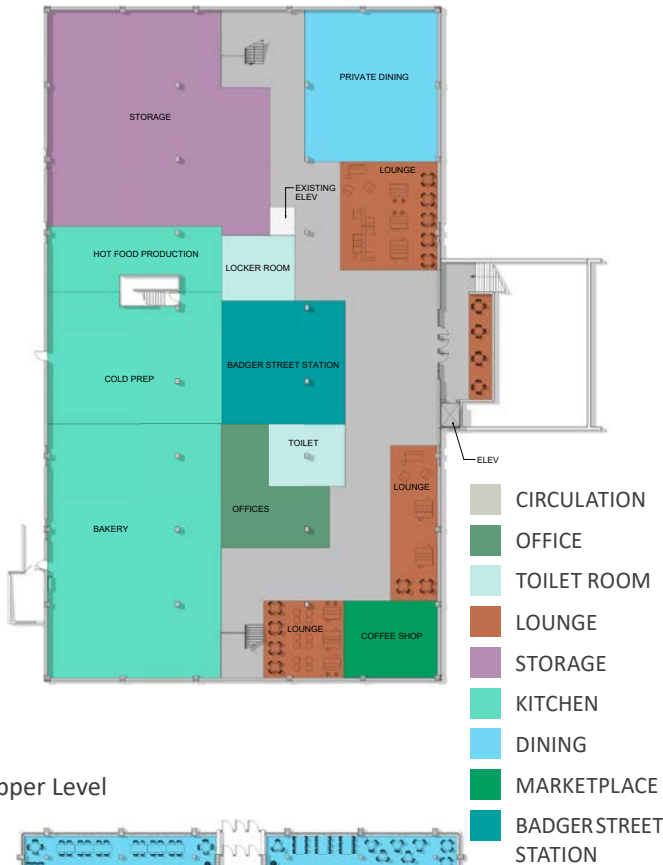 PRIVATE DINING
STORAGE
LOUNGE
EXISTING
ELEV
HOT FOOD PRODUCTION
LOCKER ROOM
BADGER STREET STATION
COLD PREP
TOILET
ELEV
LOUNGE
OFFICES
BAKERY
LOUNGE
COFFEE SHOP
CIRCULATION
OFFICE
TOILET ROOM
LOUNGE
STORAGE
KITCHEN
DINING
MARKETPLACE
BADGER STREET
STATION
pper Level